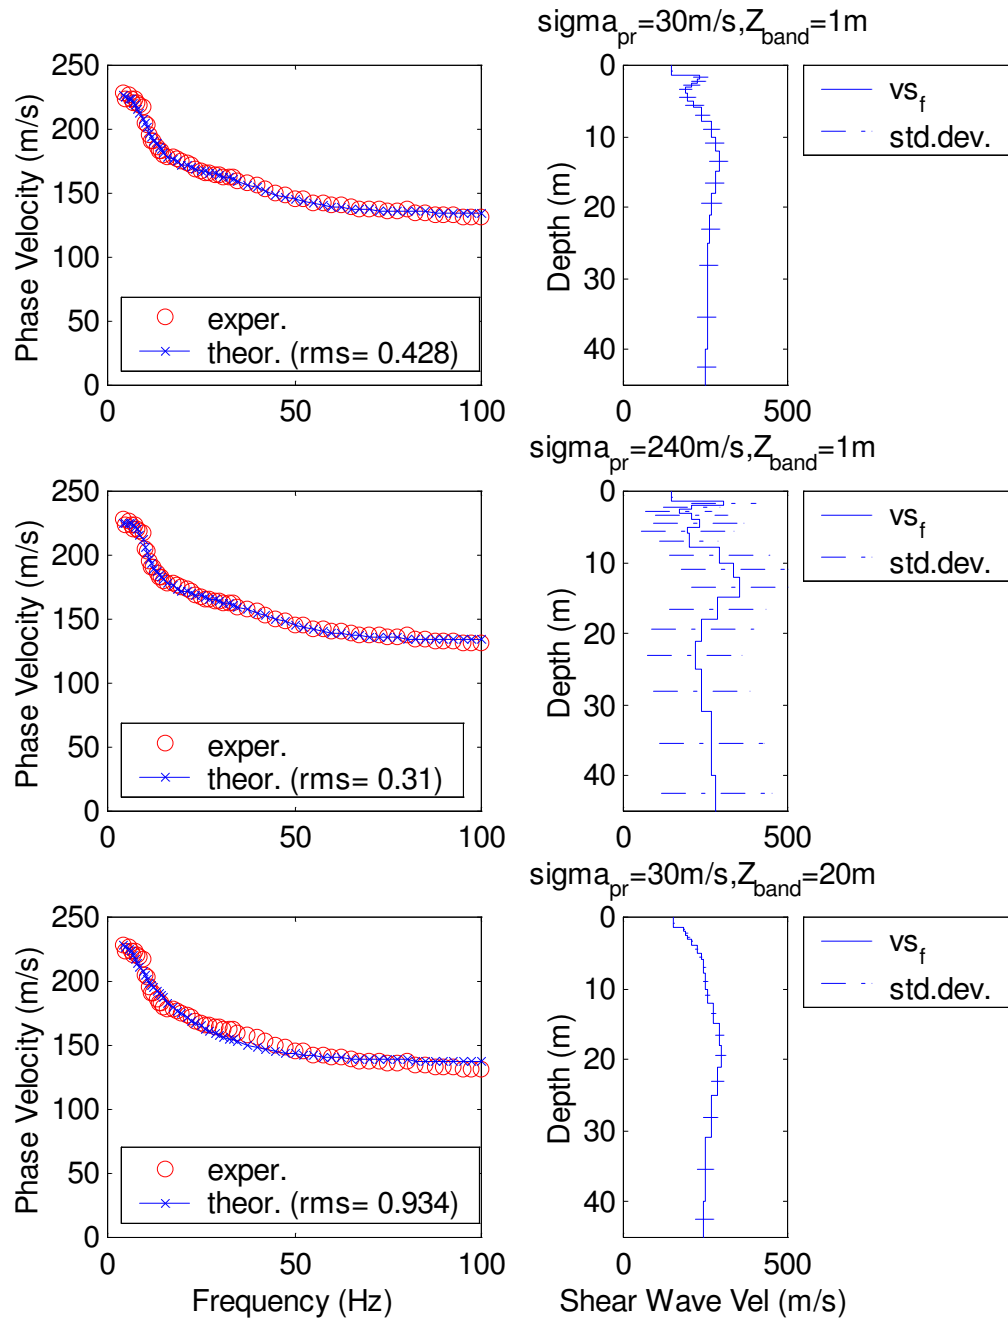 sigma_pr=30m/s,Z_band=1m
250
200
150
100
50
0
Phase Velocity (m/s)
exper.
theor. (rms= 0.428)
0
50
100
0
10
20
30
40
Depth (m)
0
500
vs_f
std.dev.
sigma_pr=240m/s,Z_band=1m
250
200
150
100
50
0
Phase Velocity (m/s)
exper.
theor. (rms= 0.31)
0
50
100
0
10
20
30
40
Depth (m)
0
500
vs_f
std.dev.
sigma_pr=30m/s,Z_band=20m
250
200
150
100
50
0
Phase Velocity (m/s)
exper.
theor. (rms= 0.934)
0
50
100
Frequency (Hz)
0
10
20
30
40
Depth (m)
0
500
Shear Wave Vel (m/s)
vs_f
std.dev.